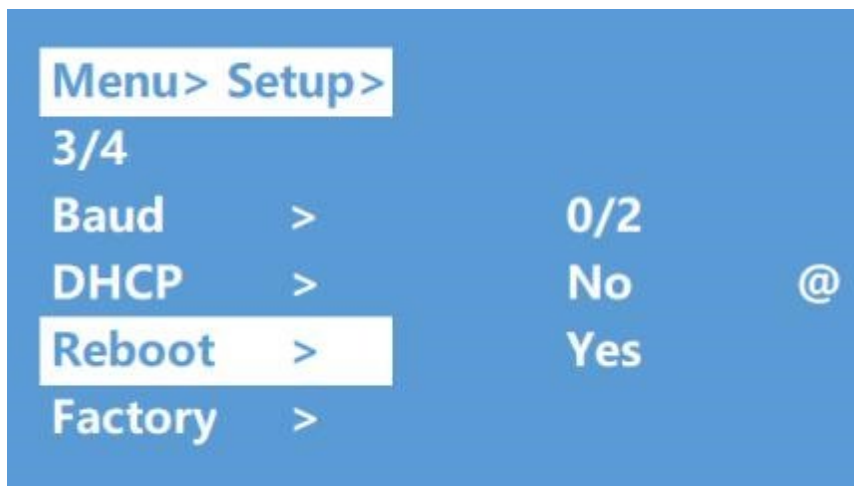 Menu> Setup>
3/4
Baud > 0/2
DHCP > No @
Reboot > Yes
Factory >